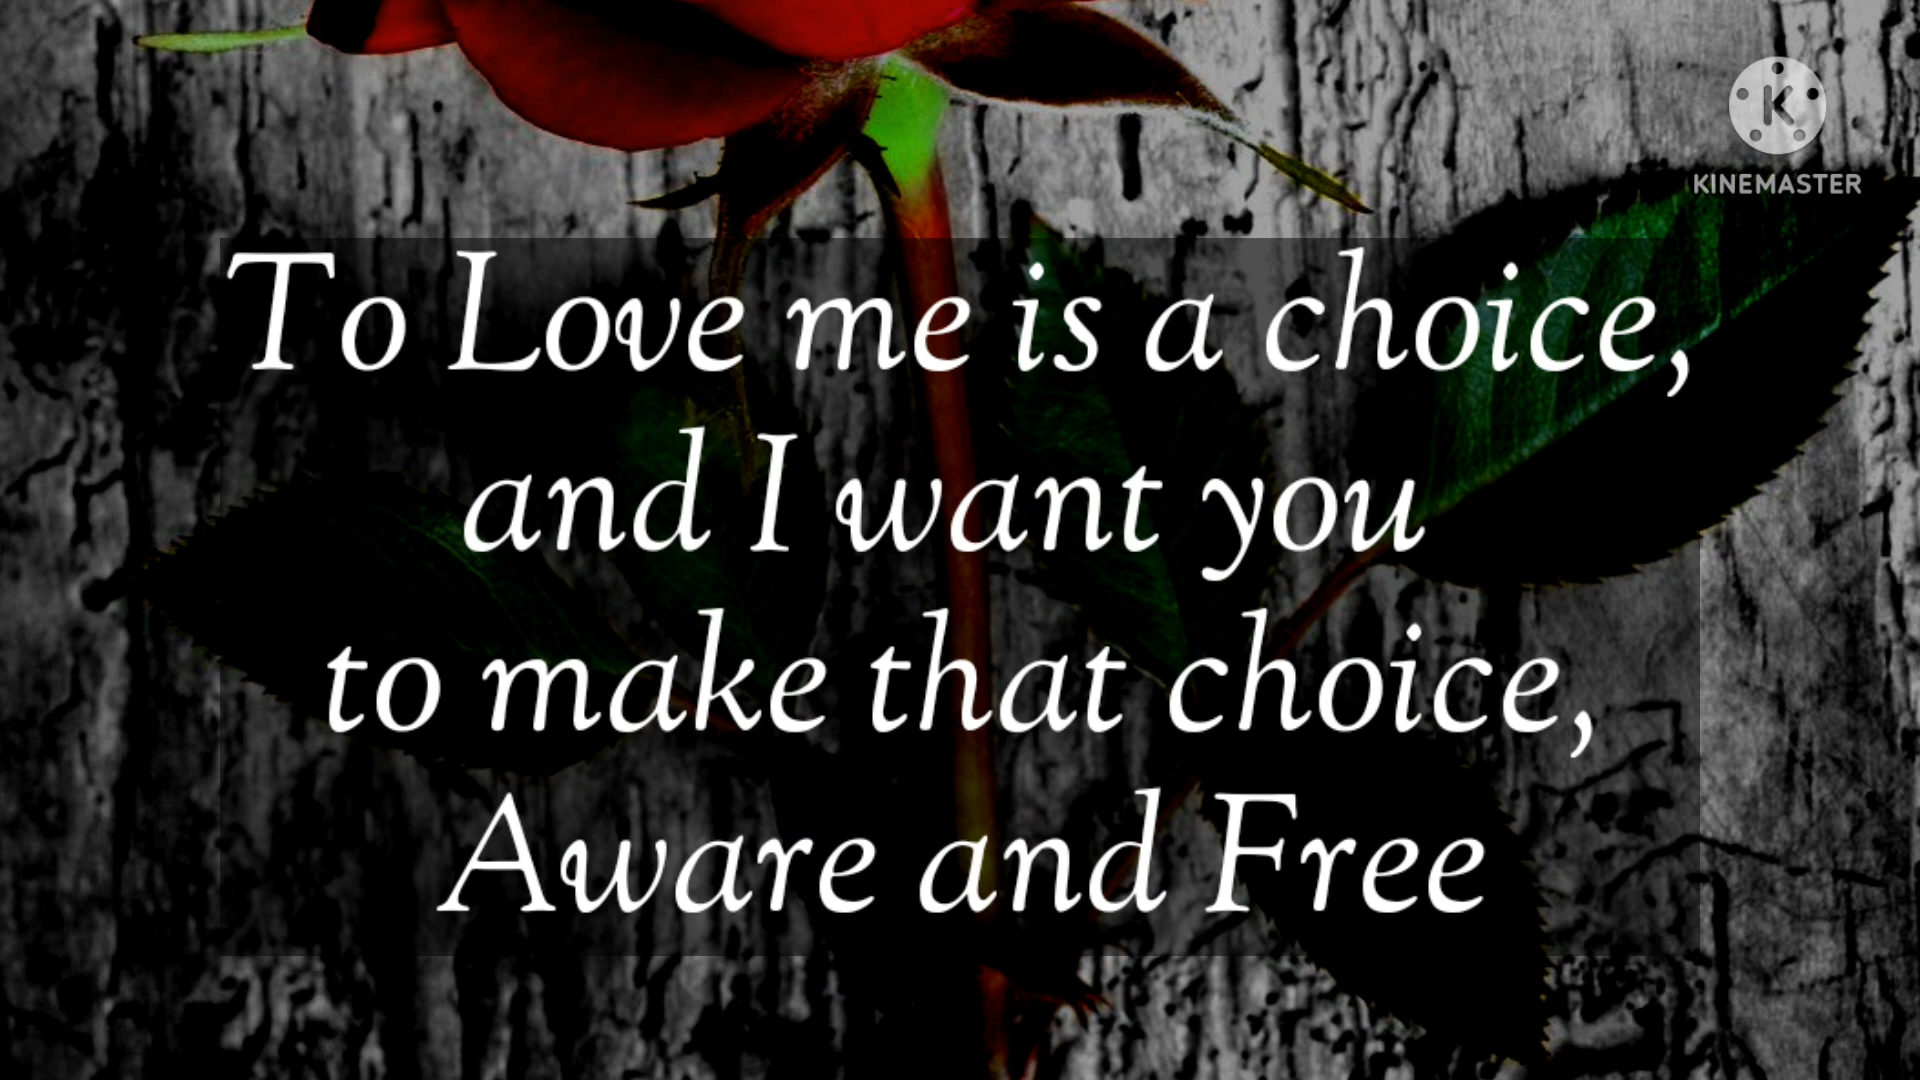 K
KINEMASTER
To Love me is a choice,
and I want you
to make that choice,
Aware and Free